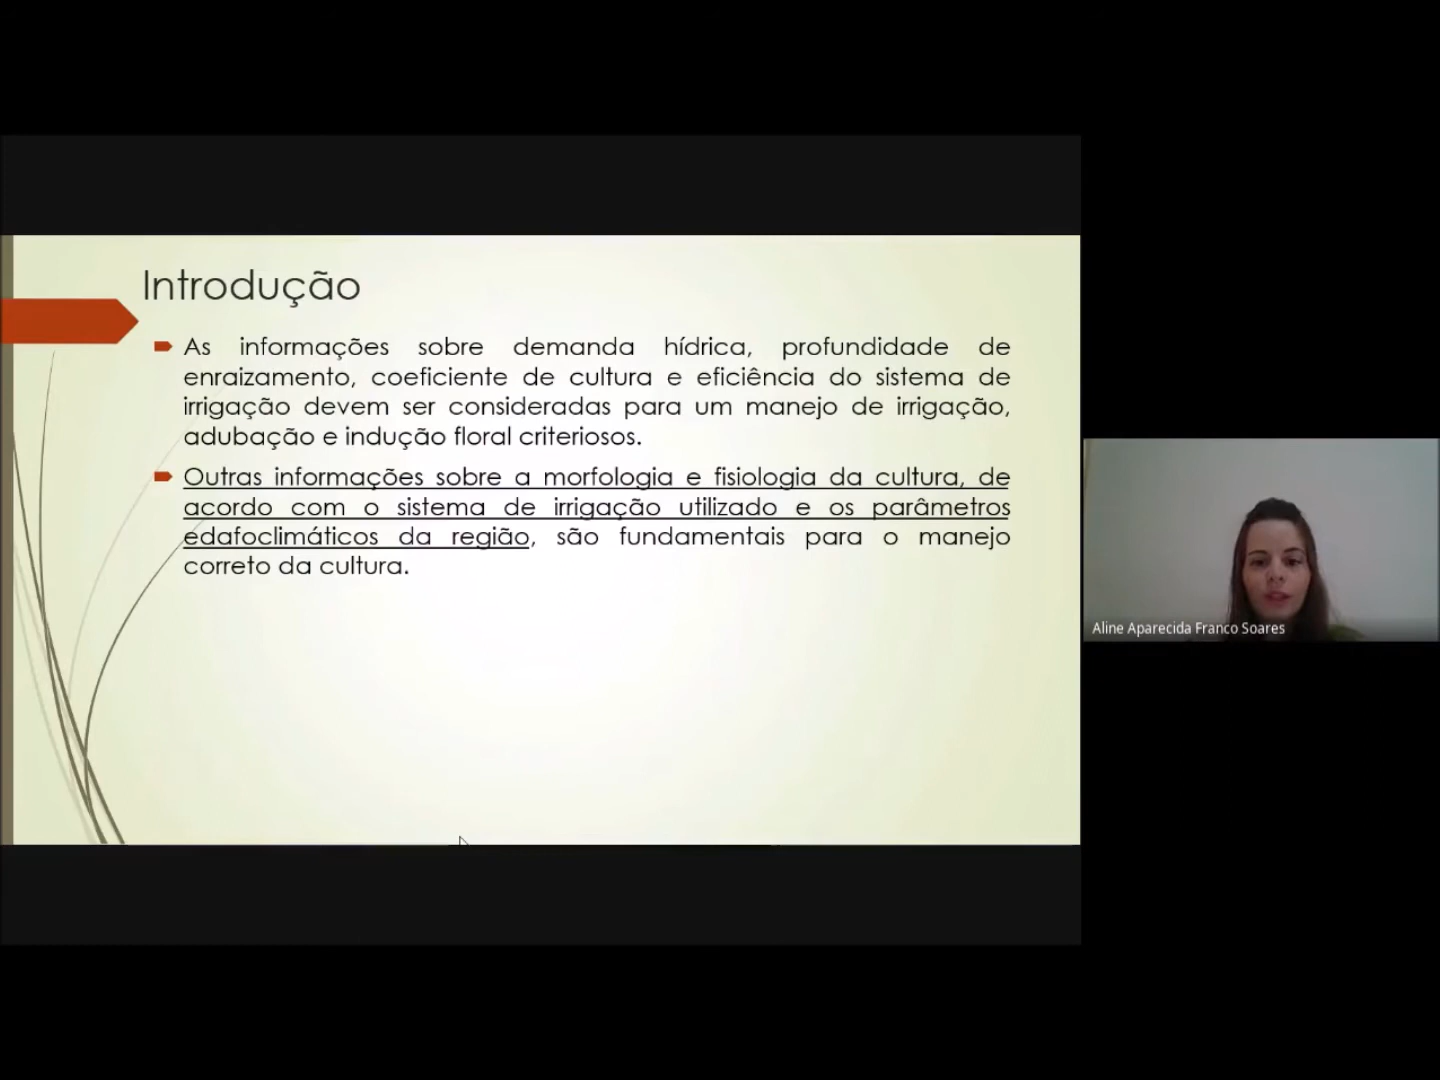 Introdução
As informações sobre demanda hídrica, profundidade de
enraizamento, coeficiente de cultura e eficiência do sistema de
irrigação devem ser consideradas para um manejo de irrigação,
adubação e indução floral criteriosos.
Outras informações sobre a morfologia e fisiologia da cultura, de
acordo com o sistema de irrigação utilizado e os parâmetros
edafoclimáticos da região, são fundamentais para o manejo
correto da cultura.
Aline Aparecida Franco Soares